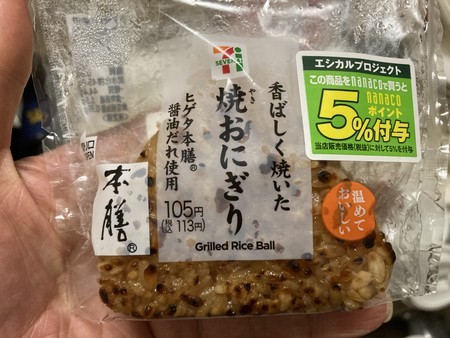 エシカルプロジェクト
この商品をnanacoで買うと
nanaco
ポイント
5%付与
当店販売価格(税抜)に対して5%を付与
SEVEN
香ばしく焼いた
焼おにぎり
やき
ヒゲタ本膳®
醤油だれ使用
105円
(税込113円)
Grilled Rice Ball
本膳®
温めて
おいしい